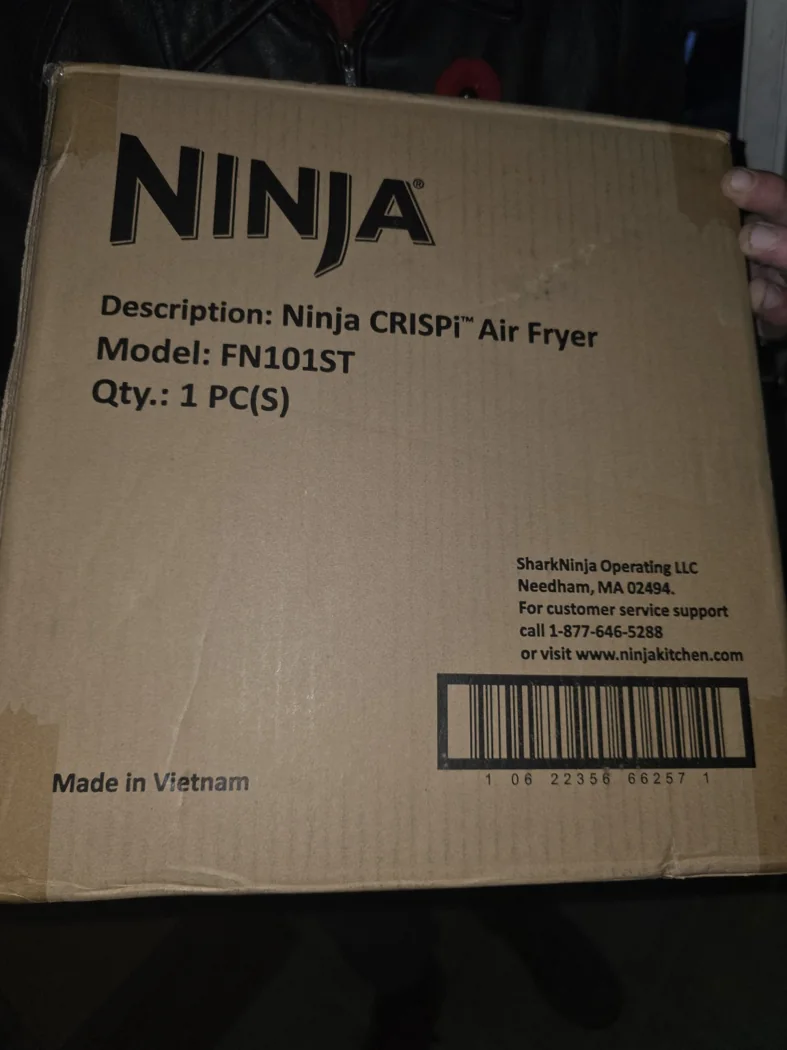 NINJA®
Description: Ninja CRISPi™ Air Fryer
Model: FN101ST
Qty.: 1 PC(S)
SharkNinja Operating LLC
Needham, MA 02494.
For customer service support
call 1-877-646-5288
or visit www.ninjakitchen.com
1 06 22356 66257 1
Made in Vietnam